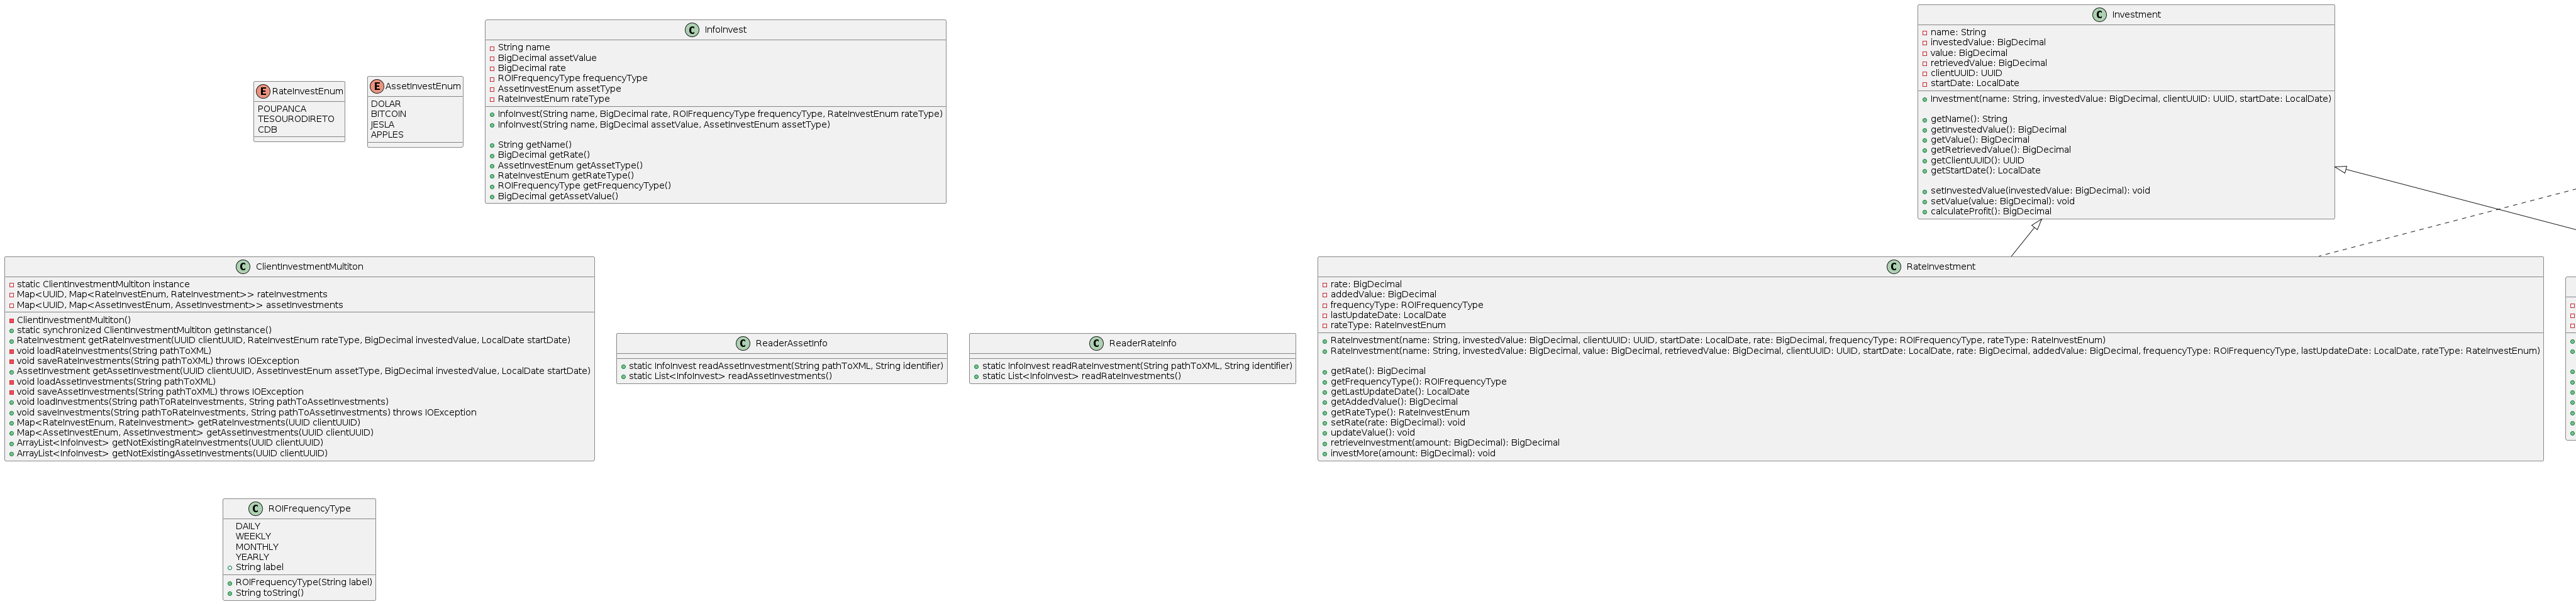 RateInvestEnum
POUPANCA
TESOURODIRETO
CDB
AssetInvestEnum
DOLAR
BITCOIN
JESLA
APPLES
InfoInvest
String name
BigDecimal assetValue
BigDecimal rate
ROIFrequencyType frequencyType
AssetInvestEnum assetType
RateInvestEnum rateType
InfoInvest(String name, BigDecimal rate, ROIFrequencyType frequencyType, RateInvestEnum rateType)
InfoInvest(String name, BigDecimal assetValue, AssetInvestEnum assetType)
String getName()
BigDecimal getRate()
AssetInvestEnum getAssetType()
RateInvestEnum getRateType()
ROIFrequencyType getFrequencyType()
BigDecimal getAssetValue()
Investment
name: String
investedValue: BigDecimal
value: BigDecimal
retrievedValue: BigDecimal
clientUUID: UUID
startDate: LocalDate
Investment(name: String, investedValue: BigDecimal, clientUUID: UUID, startDate: LocalDate)
getName(): String
getInvestedValue(): BigDecimal
getValue(): BigDecimal
getRetrievedValue(): BigDecimal
getClientUUID(): UUID
getStartDate(): LocalDate
setInvestedValue(investedValue: BigDecimal): void
setValue(value: BigDecimal): void
calculateProfit(): BigDecimal
ClientInvestmentMultiton
static ClientInvestmentMultiton instance
Map<UUID, Map<RateInvestEnum, RateInvestment>> rateInvestments
Map<UUID, Map<AssetInvestEnum, AssetInvestment>> assetInvestments
ClientInvestmentMultiton()
static synchronized ClientInvestmentMultiton getInstance()
RateInvestment getRateInvestment(UUID clientUUID, RateInvestEnum rateType, BigDecimal investedValue, LocalDate startDate)
void loadRateInvestments(String pathToXML)
void saveRateInvestments(String pathToXML) throws IOException
AssetInvestment getAssetInvestment(UUID clientUUID, AssetInvestEnum assetType, BigDecimal investedValue, LocalDate startDate)
void loadAssetInvestments(String pathToXML)
void saveAssetInvestments(String pathToXML) throws IOException
void loadInvestments(String pathToRateInvestments, String pathToAssetInvestments)
void saveInvestments(String pathToRateInvestments, String pathToAssetInvestments) throws IOException
Map<RateInvestEnum, RateInvestment> getRateInvestments(UUID clientUUID)
Map<AssetInvestEnum, AssetInvestment> getAssetInvestments(UUID clientUUID)
ArrayList<InfoInvest> getNotExistingRateInvestments(UUID clientUUID)
ArrayList<InfoInvest> getNotExistingAssetInvestments(UUID clientUUID)
ReaderAssetInfo
static InfoInvest readAssetInvestment(String pathToXML, String identifier)
static List<InfoInvest> readAssetInvestments()
ReaderRateInfo
static InfoInvest readRateInvestment(String pathToXML, String identifier)
static List<InfoInvest> readRateInvestments()
RateInvestment
rate: BigDecimal
addedValue: BigDecimal
frequencyType: ROIFrequencyType
lastUpdateDate: LocalDate
rateType: RateInvestEnum
RateInvestment(name: String, investedValue: BigDecimal, clientUUID: UUID, startDate: LocalDate, rate: BigDecimal, frequencyType: ROIFrequencyType, rateType: RateInvestEnum)
RateInvestment(name: String, investedValue: BigDecimal, value: BigDecimal, retrievedValue: BigDecimal, clientUUID: UUID, startDate: LocalDate, rate: BigDecimal, addedValue: BigDecimal, frequencyType: ROIFrequencyType, lastUpdateDate: LocalDate, rateType: RateInvestEnum)
getRate(): BigDecimal
getFrequencyType(): ROIFrequencyType
getLastUpdateDate(): LocalDate
getAddedValue(): BigDecimal
getRateType(): RateInvestEnum
setRate(rate: BigDecimal): void
updateValue(): void
retrieveInvestment(amount: BigDecimal): BigDecimal
investMore(amount: BigDecimal): void
ROIFrequencyType
DAILY
WEEKLY
MONTHLY
YEARLY
String label
ROIFrequencyType(String label)
String toString()